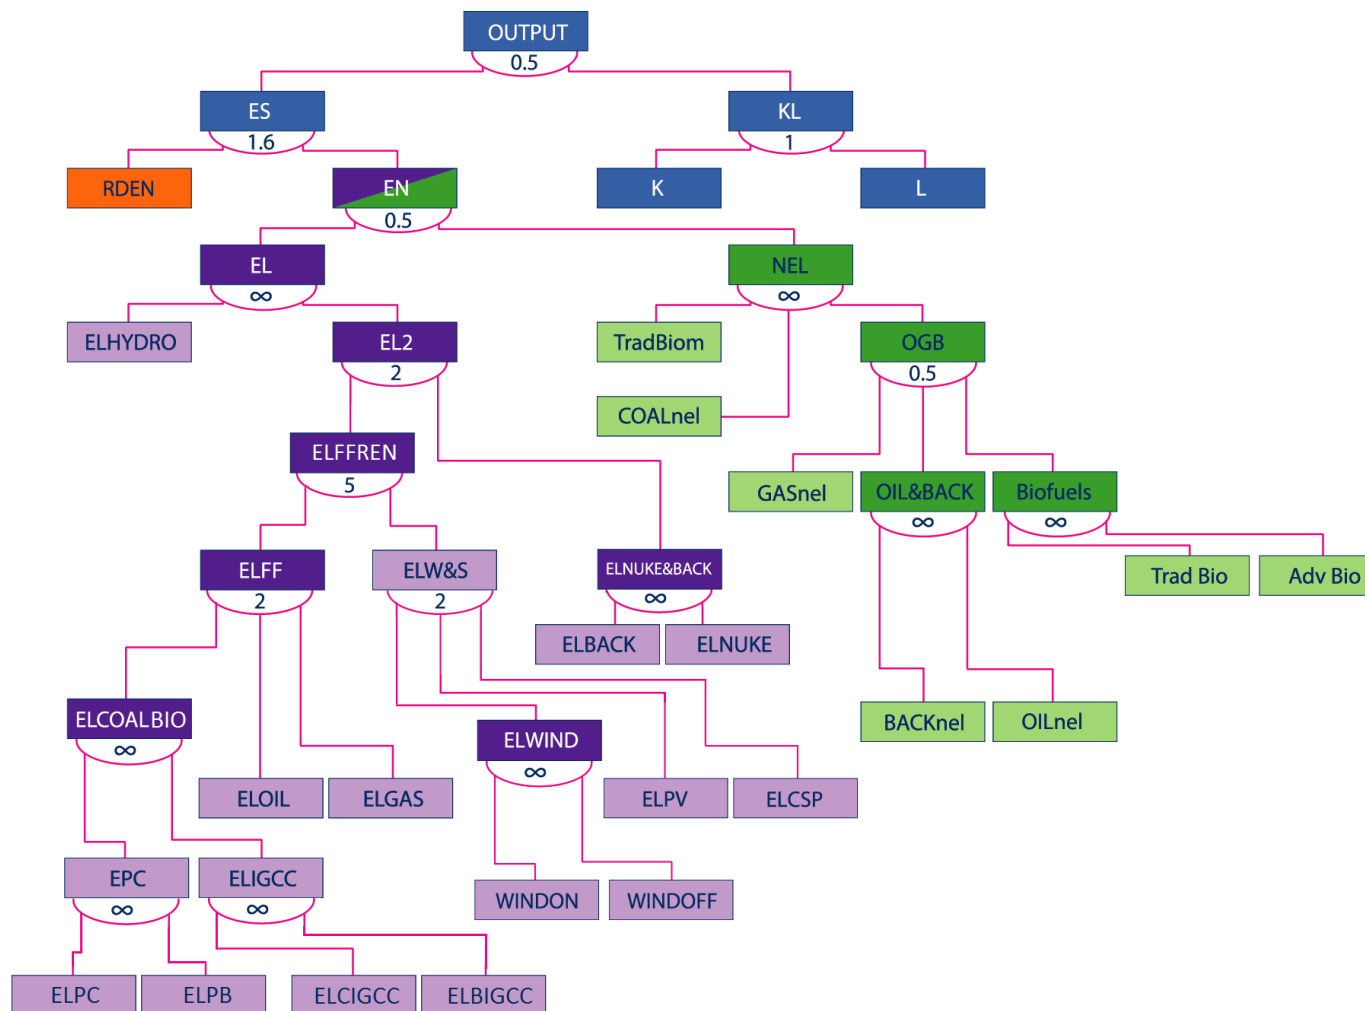 OUTPUT
0.5
ES
KL
1.6
1
RDEN
EN
K
L
0.5
EL
NEL
∞
∞
ELHYDRO
EL2
TradBiom
OGB
2
0.5
COALnel
ELFFREN
5
GASnel
OIL&BACK
Biofuels
∞
∞
ELFF
ELW&S
ELNUKE&BACK
Trad Bio
Adv Bio
2
2
∞
ELBACK
ELNUKE
ELCOALBIO
BACKnel
OILnel
∞
ELWIND
∞
ELOIL
ELGAS
ELPV
ELCSP
EPC
ELIGCC
WINDON
WINDOFF
∞
∞
ELPC
ELPB
ELCIGCC
ELBIGCC